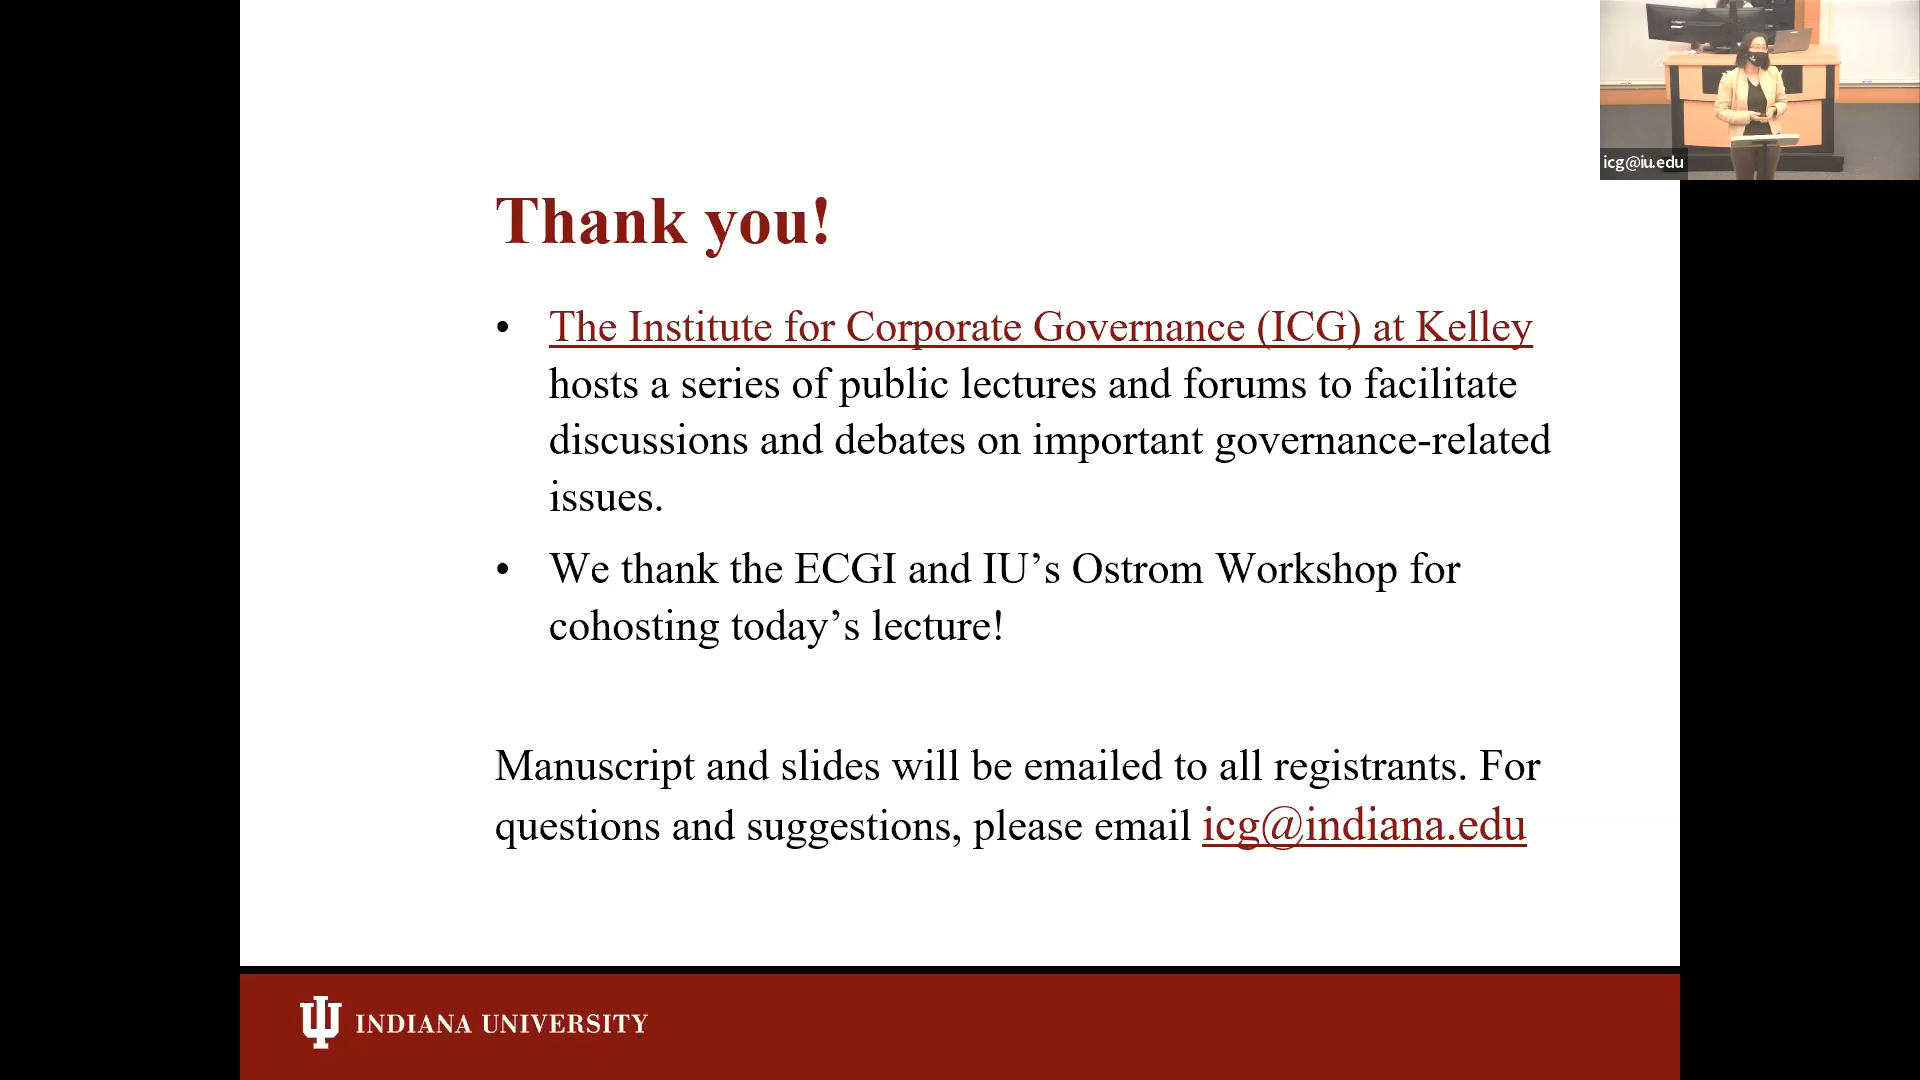 icg@iu.edu
Thank you!
• The Institute for Corporate Governance (ICG) at Kelley
hosts a series of public lectures and forums to facilitate
discussions and debates on important governance-related
issues.
• We thank the ECGI and IU’s Ostrom Workshop for
cohosting today’s lecture!
Manuscript and slides will be emailed to all registrants. For
questions and suggestions, please email icg@indiana.edu
INDIANA UNIVERSITY